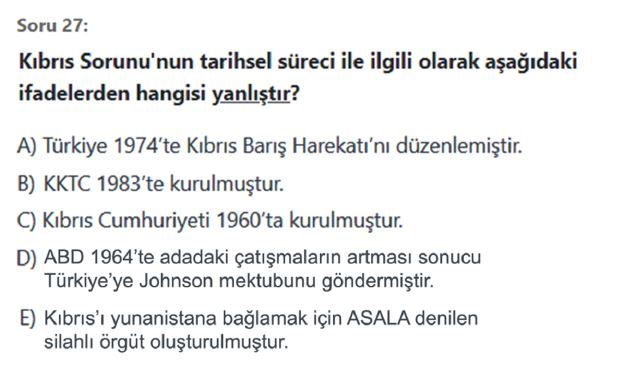 Soru 27:
Kıbrıs Sorunu'nun tarihsel süreci ile ilgili olarak aşağıdaki
ifadelerden hangisi yanlıştır?
A) Türkiye 1974’te Kıbrıs Barış Harekatı’nı düzenlemiştir.
B) KKTC 1983’te kurulmuştur.
C) Kıbrıs Cumhuriyeti 1960’ta kurulmuştur.
D) ABD 1964’te adadaki çatışmaların artması sonucu
Türkiye’ye Johnson mektubunu göndermiştir.
E) Kıbrıs’ı yunanistana bağlamak için ASALA denilen
silahlı örgüt oluşturulmuştur.